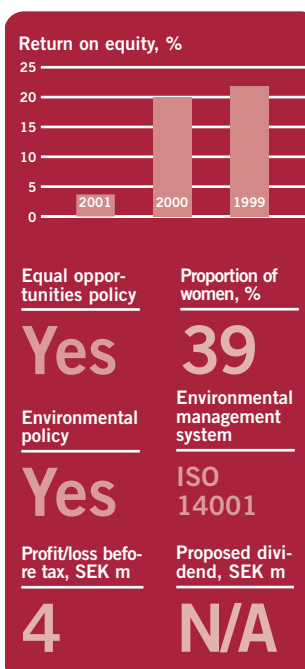 Return on equity, %
25
20
15
10
5
0
2001
2000
1999
Equal oppor-
tunities policy
Yes
Proportion of
women, %
39
Environmental
policy
Yes
Environmental
management
system
ISO
14001
Profit/loss befo-
re tax, SEK m
4
Proposed divi-
dend, SEK m
N/A